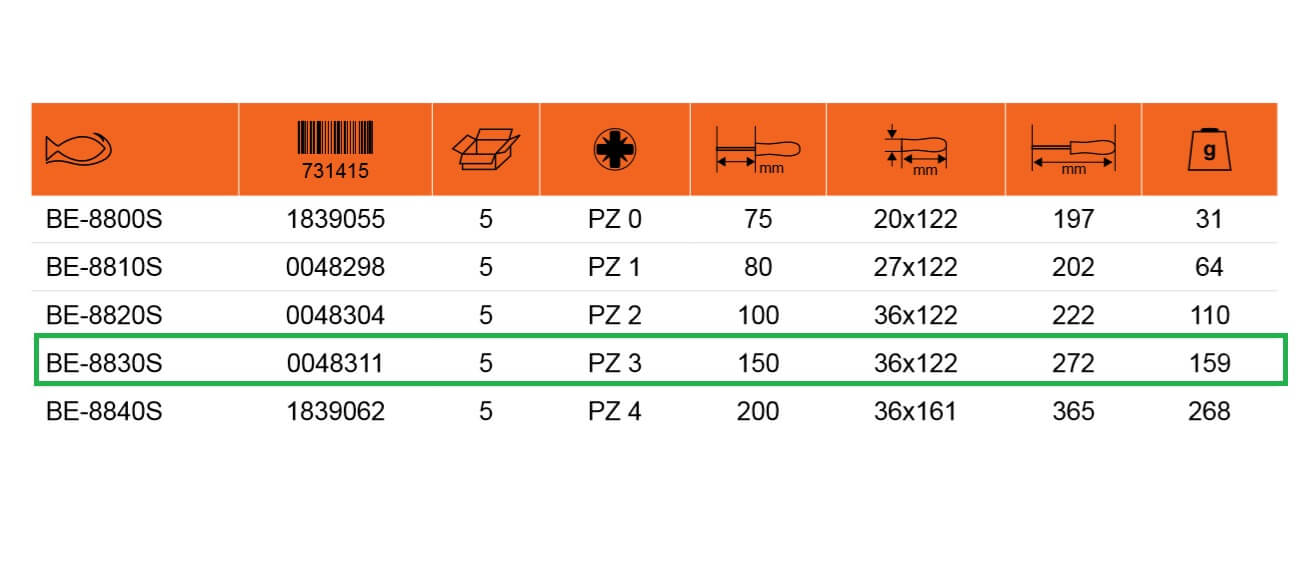 731415 mm mm mm g
BE-8800S 1839055 5 PZ 0 75 20x122 197 31
BE-8810S 0048298 5 PZ 1 80 27x122 202 64
BE-8820S 0048304 5 PZ 2 100 36x122 222 110
BE-8830S 0048311 5 PZ 3 150 36x122 272 159
BE-8840S 1839062 5 PZ 4 200 36x161 365 268